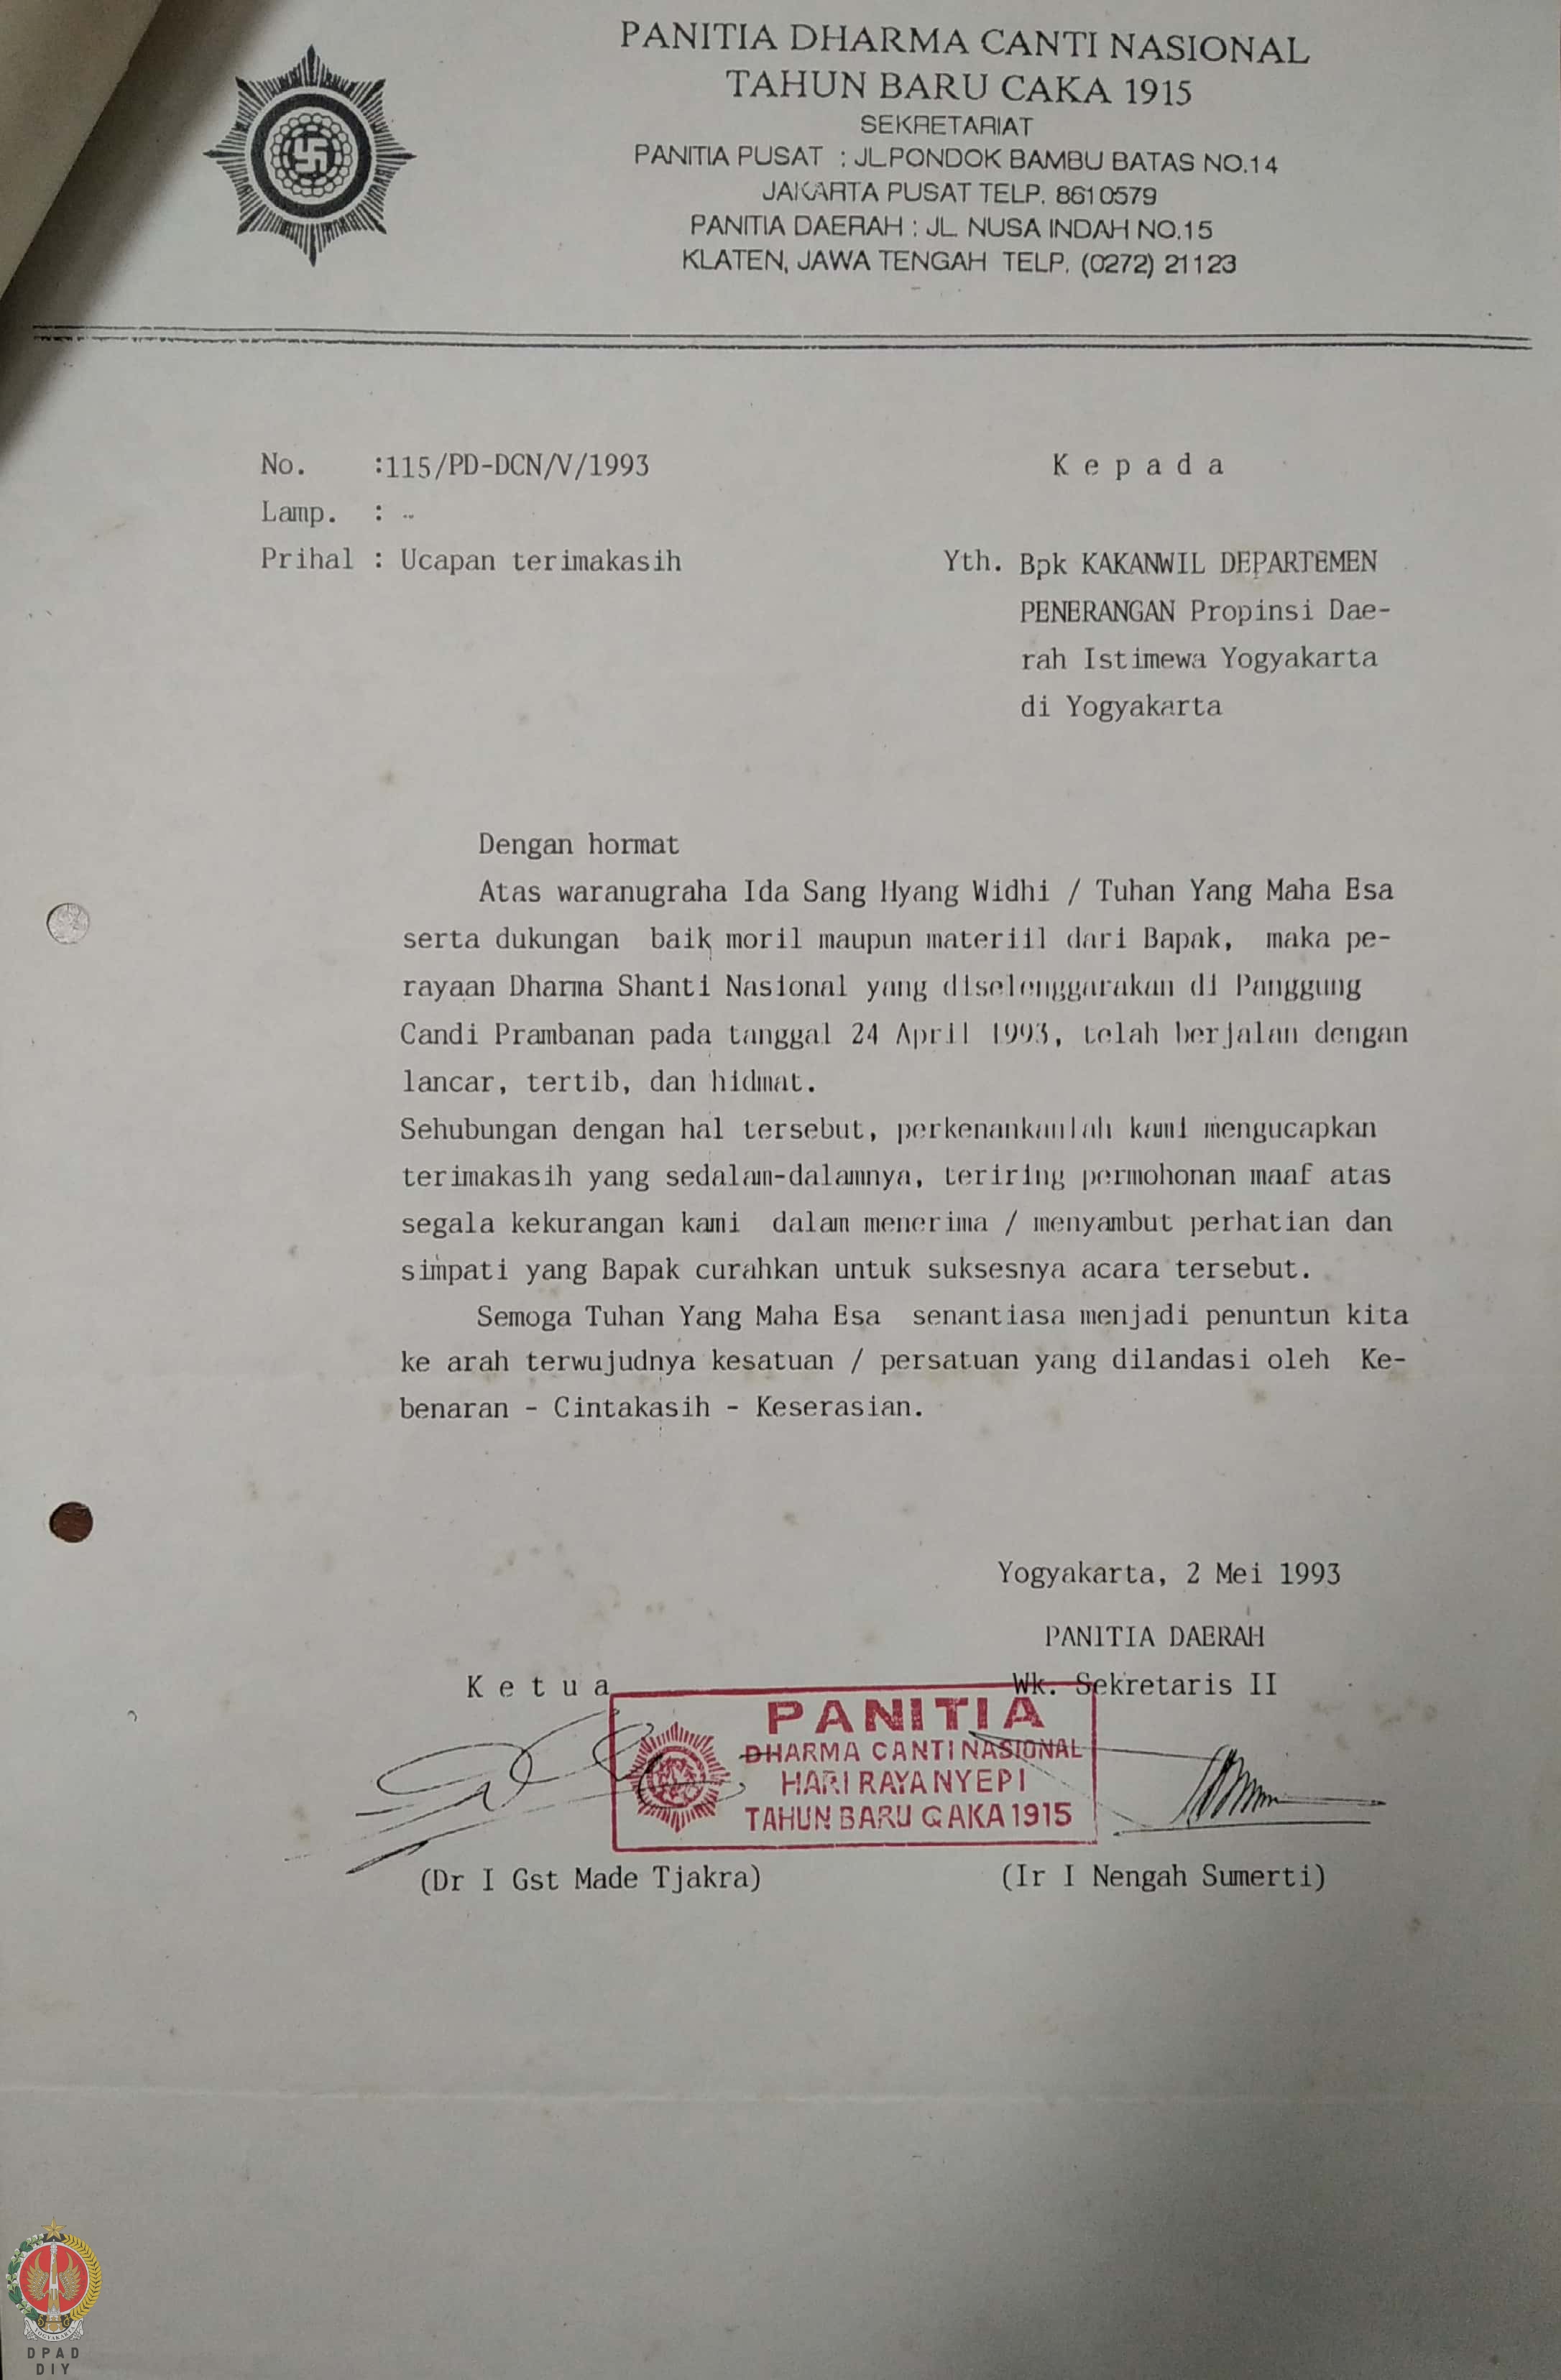 PANITIA DHARMA CANTI NASIONAL
TAHUN BARU CAKA 1915
SEKRETARIAT
PANITIA PUSAT : JL.PONDOK BAMBU BATAS NO.14
JAKARTA PUSAT TELP. 8610579
PANITIA DAERAH : JL. NUSA INDAH NO.15
KLATEN, JAWA TENGAH TELP. (0272) 21123
No. :115/PD-DCN/V/1993
Lamp. : -
Prihal : Ucapan terimakasih
K e p a d a
Yth. Bpk KAKANWIL DEPARTEMEN
PENERANGAN Propinsi Dae-
rah Istimewa Yogyakarta
di Yogyakarta
Dengan hormat
Atas waranugraha Ida Sang Hyang Widhi / Tuhan Yang Maha Esa
serta dukungan baik moril maupun materiil dari Bapak, maka pe-
rayaan Dharma Shanti Nasional yang diselenggarakan di Panggung
Candi Prambanan pada tanggal 24 April 1993, telah berjalan dengan
lancar, tertib, dan hidmat.
Sehubungan dengan hal tersebut, perkenankanlah kami mengucapkan
terimakasih yang sedalam-dalamnya, teriring permohonan maaf atas
segala kekurangan kami dalam menerima / menyambut perhatian dan
simpati yang Bapak curahkan untuk suksesnya acara tersebut.
Semoga Tuhan Yang Maha Esa senantiasa menjadi penuntun kita
ke arah terwujudnya kesatuan / persatuan yang dilandasi oleh Ke-
benaran - Cintakasih - Keserasian.
Yogyakarta, 2 Mei 1993
PANITIA DAERAH
K e t u a
Wk. Sekretaris II
PANITIA
DHARMA CANTI NASIONAL
HARI RAYA NYEPI
TAHUN BARU CAKA 1915
(Dr I Gst Made Tjakra)
(Ir I Nengah Sumerti)
YOGYAKARTA
DPAD
DIY